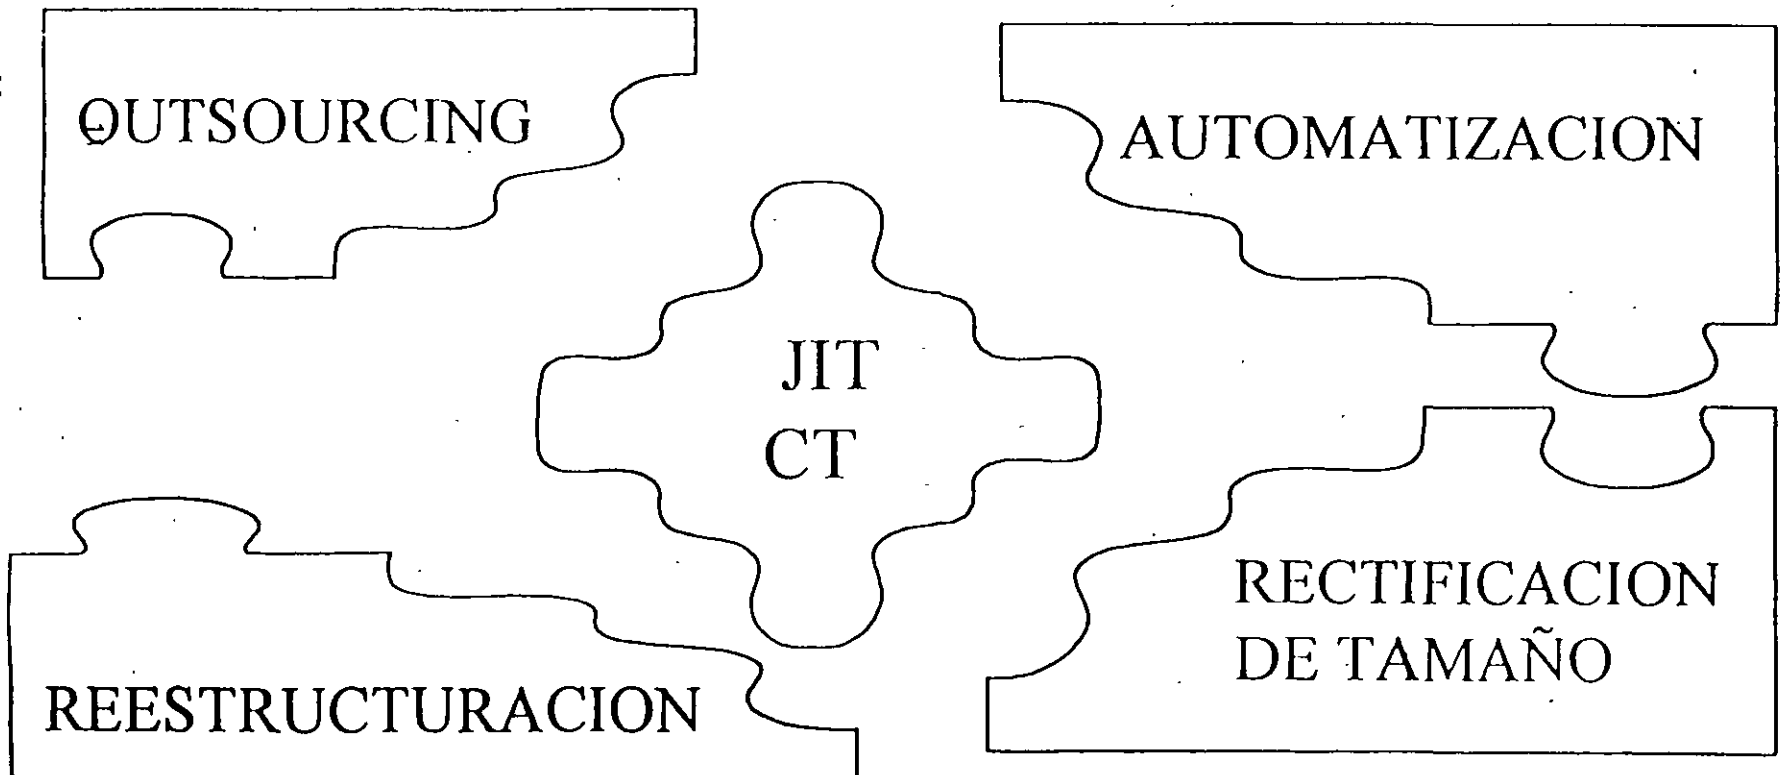 OUTSOURCING
AUTOMATIZACION
JIT
CT
RECTIFICACION
DE TAMAÑO
REESTRUCTURACION